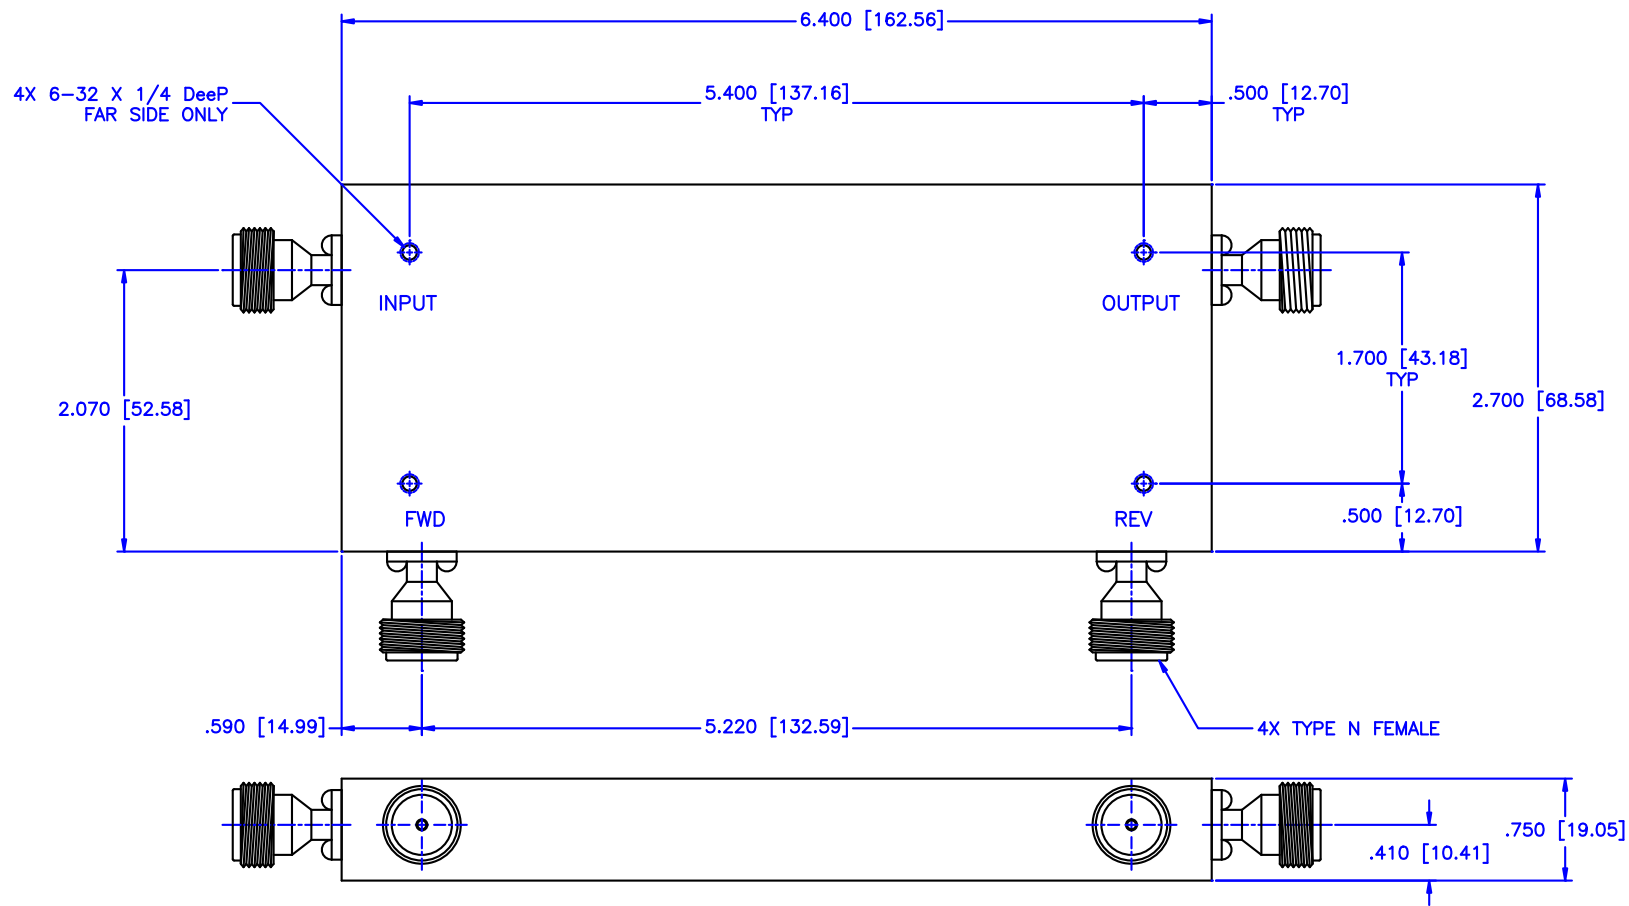 6.400 [162.56]
4X 6-32 X 1/4 DeeP
FAR SIDE ONLY
5.400 [137.16]
TYP
.500 [12.70]
TYP
INPUT
OUTPUT
1.700 [43.18]
TYP
2.070 [52.58]
2.700 [68.58]
FWD
REV
.500 [12.70]
.590 [14.99]
5.220 [132.59]
4X TYPE N FEMALE
.750 [19.05]
.410 [10.41]